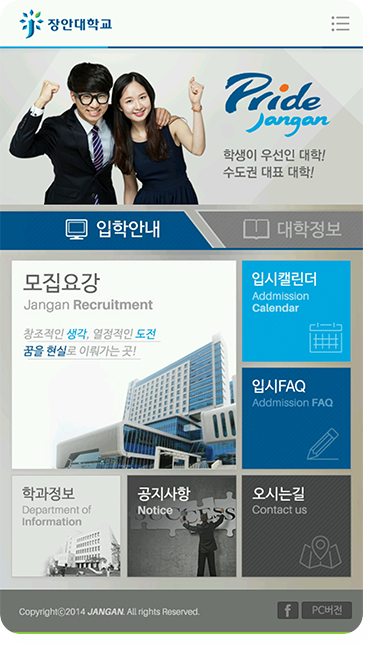 장안대학교
Pride
Jangan
학생이 우선인 대학!
수도권 대표 대학!
입학안내
대학정보
모집요강
Jangan Recruitment
창조적인 생각, 열정적인 도전
꿈을 현실로 이뤄가는 곳!
입시캘린더
Addmission
Calendar
입시FAQ
Addmission FAQ
학과정보
Department of
Information
공지사항
Notice
SUCCESS
오시는길
Contact us
Copyright©2014 JANGAN. All rights Reserved.
f
PC버전